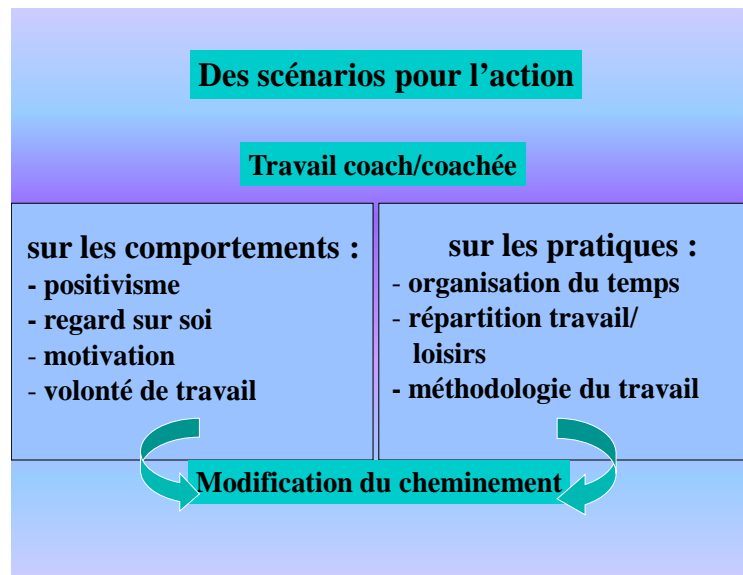 Des scénarios pour l'action
Travail coach/coachée
sur les comportements :
- positivisme
- regard sur soi
- motivation
- volonté de travail
sur les pratiques :
- organisation du temps
- répartition travail/
loisirs
- méthodologie du travail
Modification du cheminement